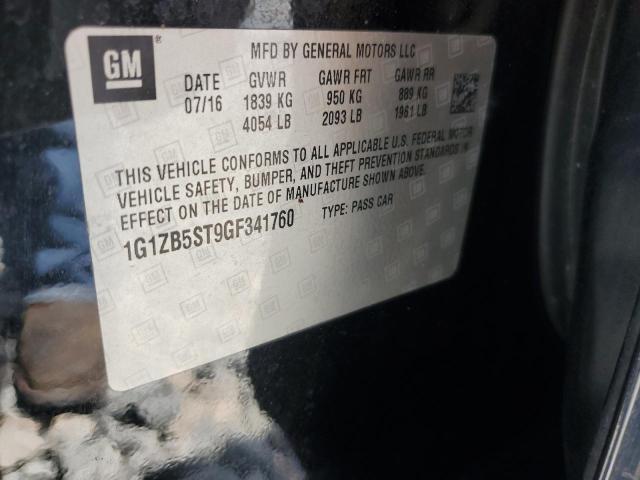 GM
MFD BY GENERAL MOTORS LLC
DATE GVWR GAWR FRT GAWR RR
07/16 1839 KG 950 KG 889 KG
4054 LB 2093 LB 1961 LB
THIS VEHICLE CONFORMS TO ALL APPLICABLE U.S. FEDERAL MOTOR
VEHICLE SAFETY, BUMPER, AND THEFT PREVENTION STANDARDS IN
EFFECT ON THE DATE OF MANUFACTURE SHOWN ABOVE.
1G1ZB5ST9GF341760 TYPE: PASS CAR